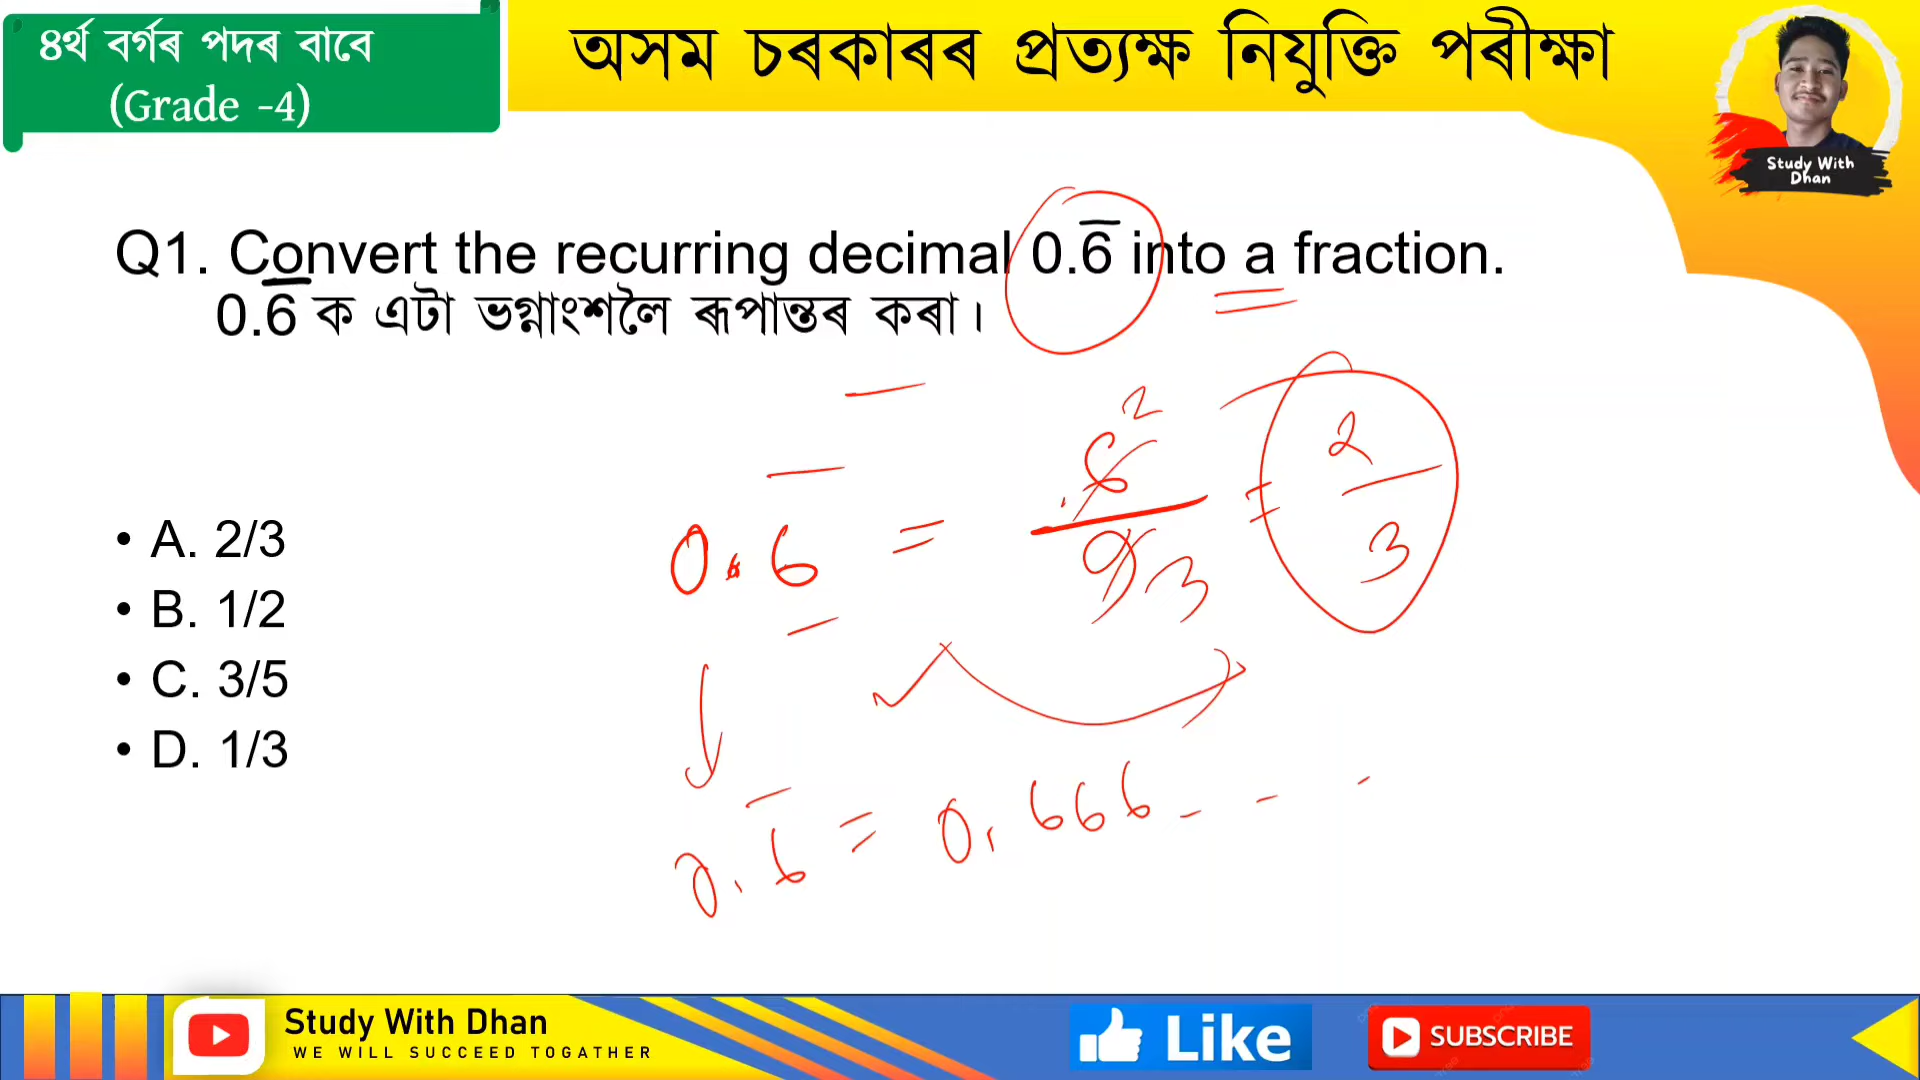 ৪ৰ্থ বৰ্গৰ পদৰ বাবে
(Grade -4)
অসম চৰকাৰৰ প্ৰত্যক্ষ নিযুক্তি পৰীক্ষা
Study With
Dhan
Q1. Convert the recurring decimal 0.6̅ into a fraction.
0.6̅ ক এটা ভগ্নাংশলৈ ৰূপান্তৰ কৰা।
• A. 2/3
• B. 1/2
• C. 3/5
• D. 1/3
0.6̅ = 6/9 = 2/3
2
3
0.6̅ = 0.666 - - -
Study With Dhan
WE WILL SUCCEED TOGATHER
Like
SUBSCRIBE